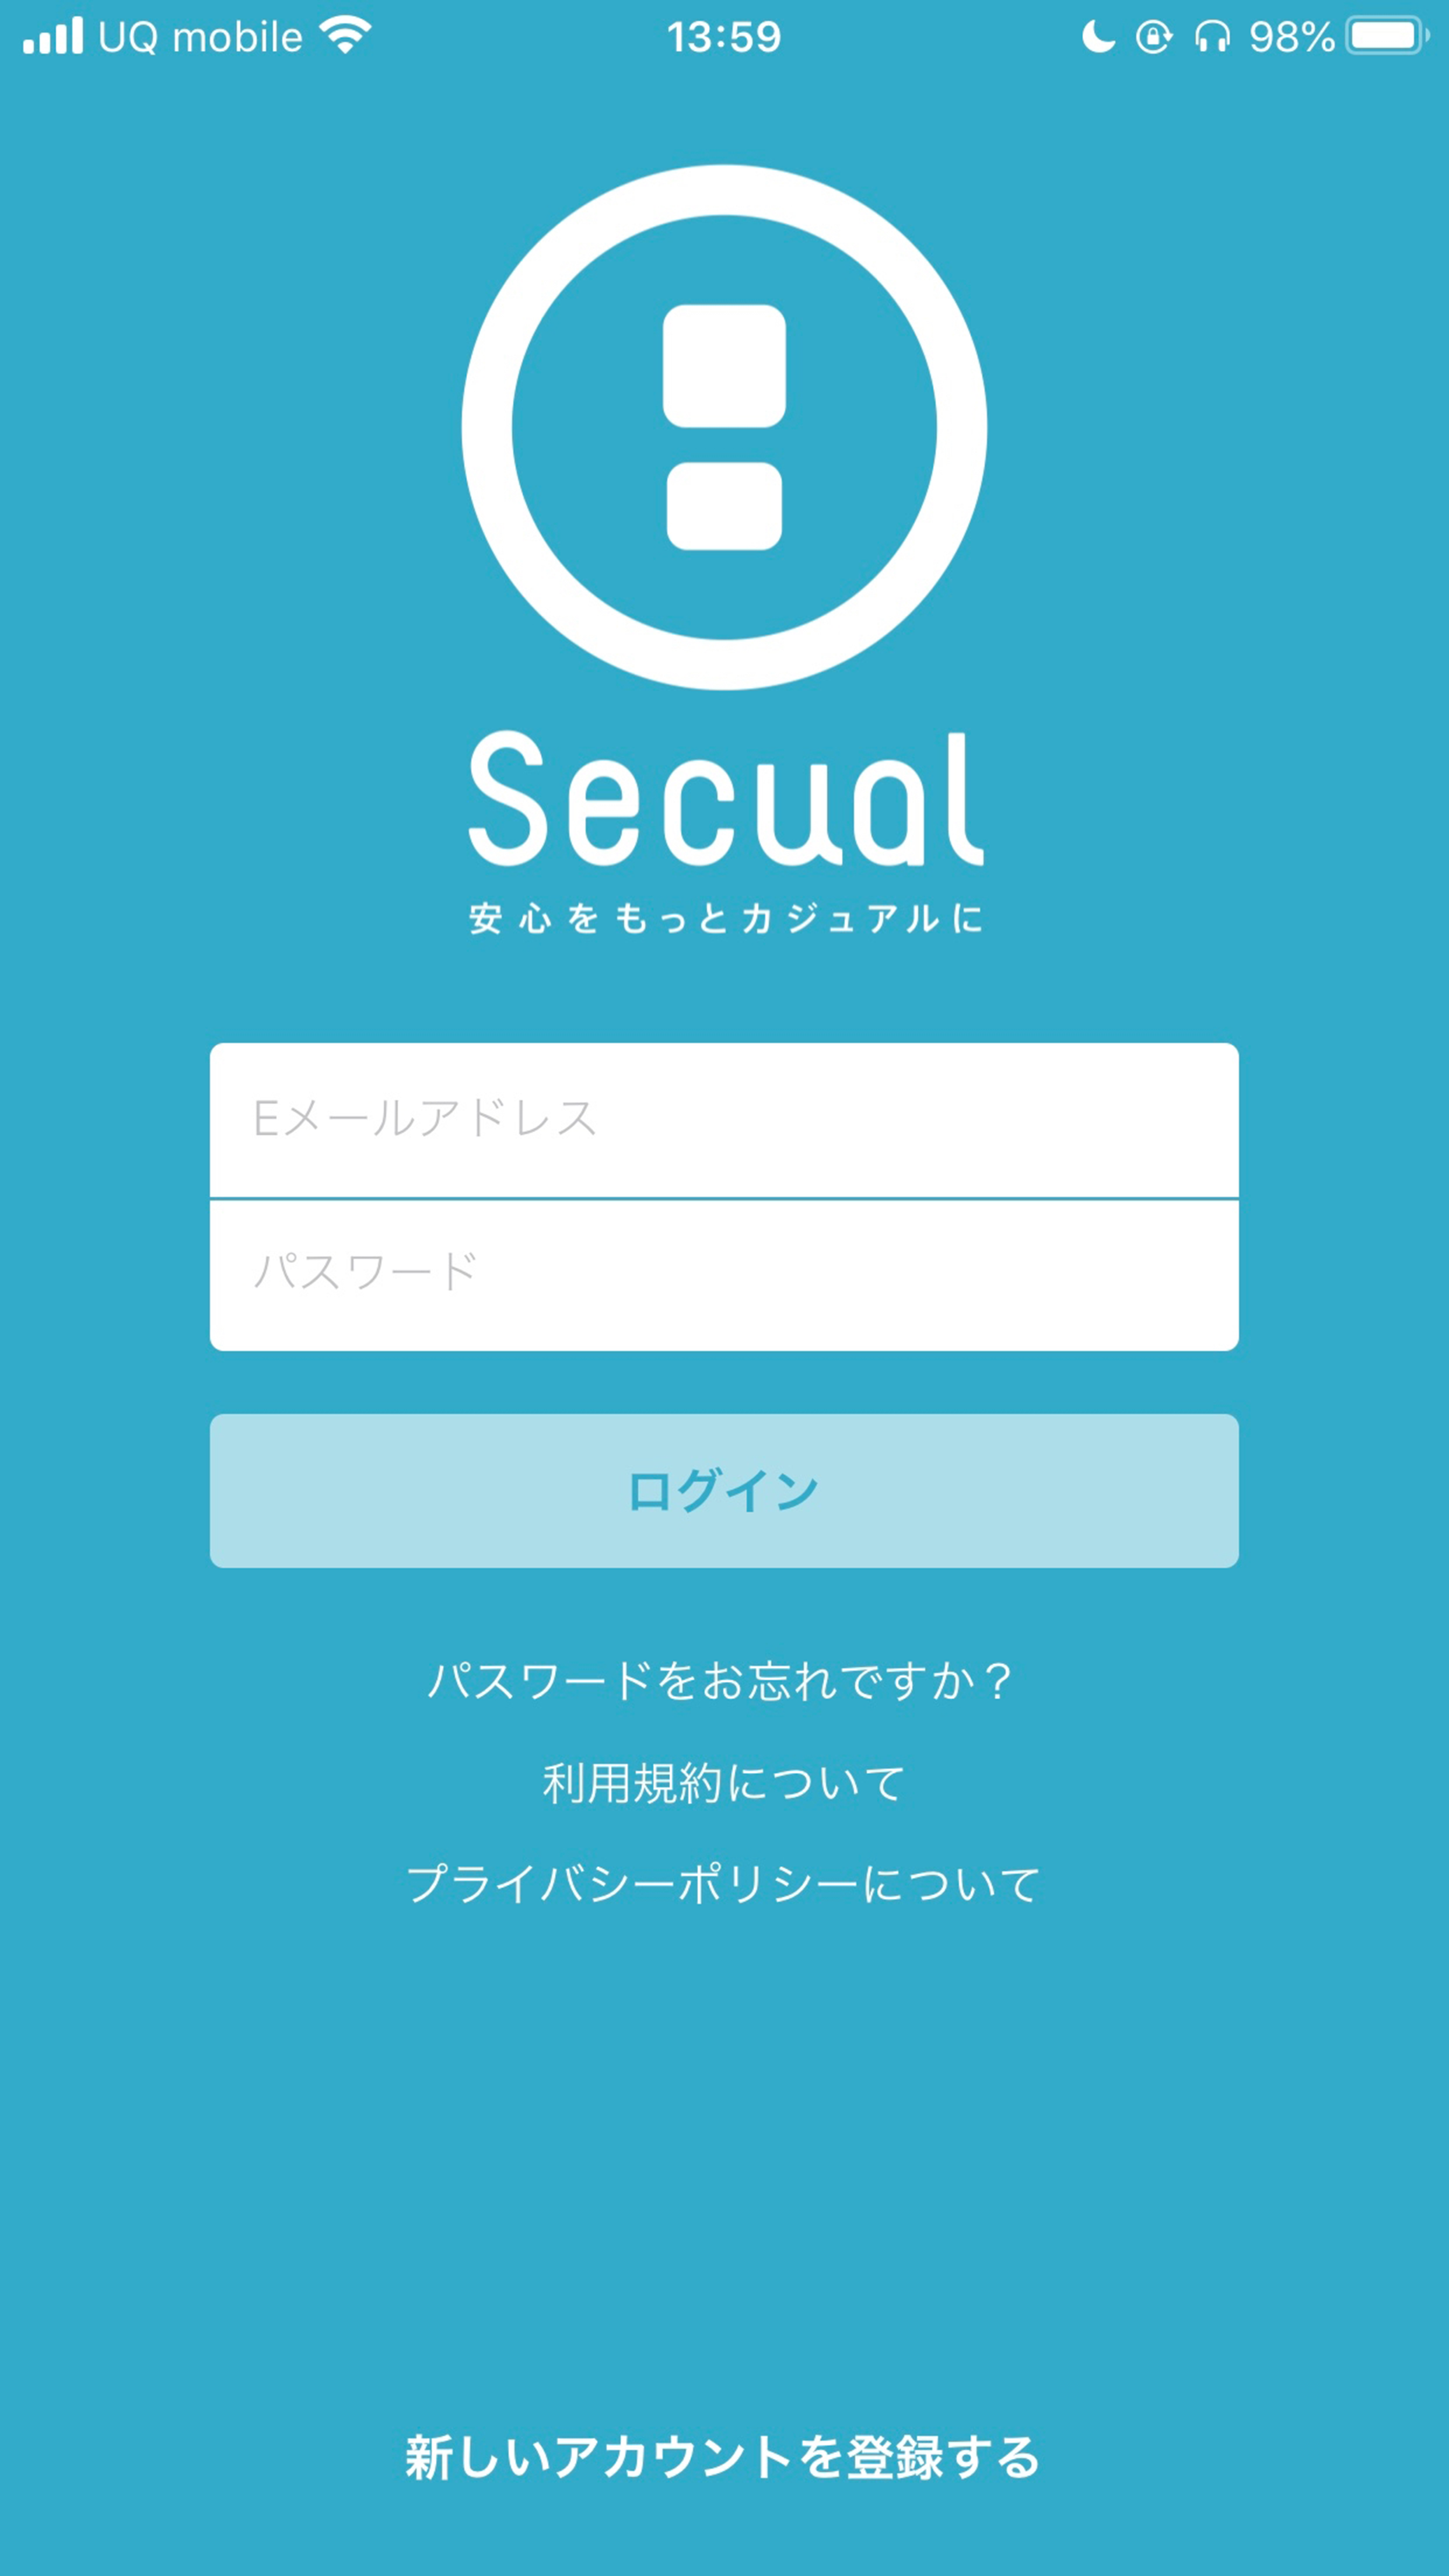 UQ mobile 13:59 98%
Secual
安心をもっとカジュアルに
Eメールアドレス
パスワード
ログイン
パスワードをお忘れですか？
利用規約について
プライバシーポリシーについて
新しいアカウントを登録する